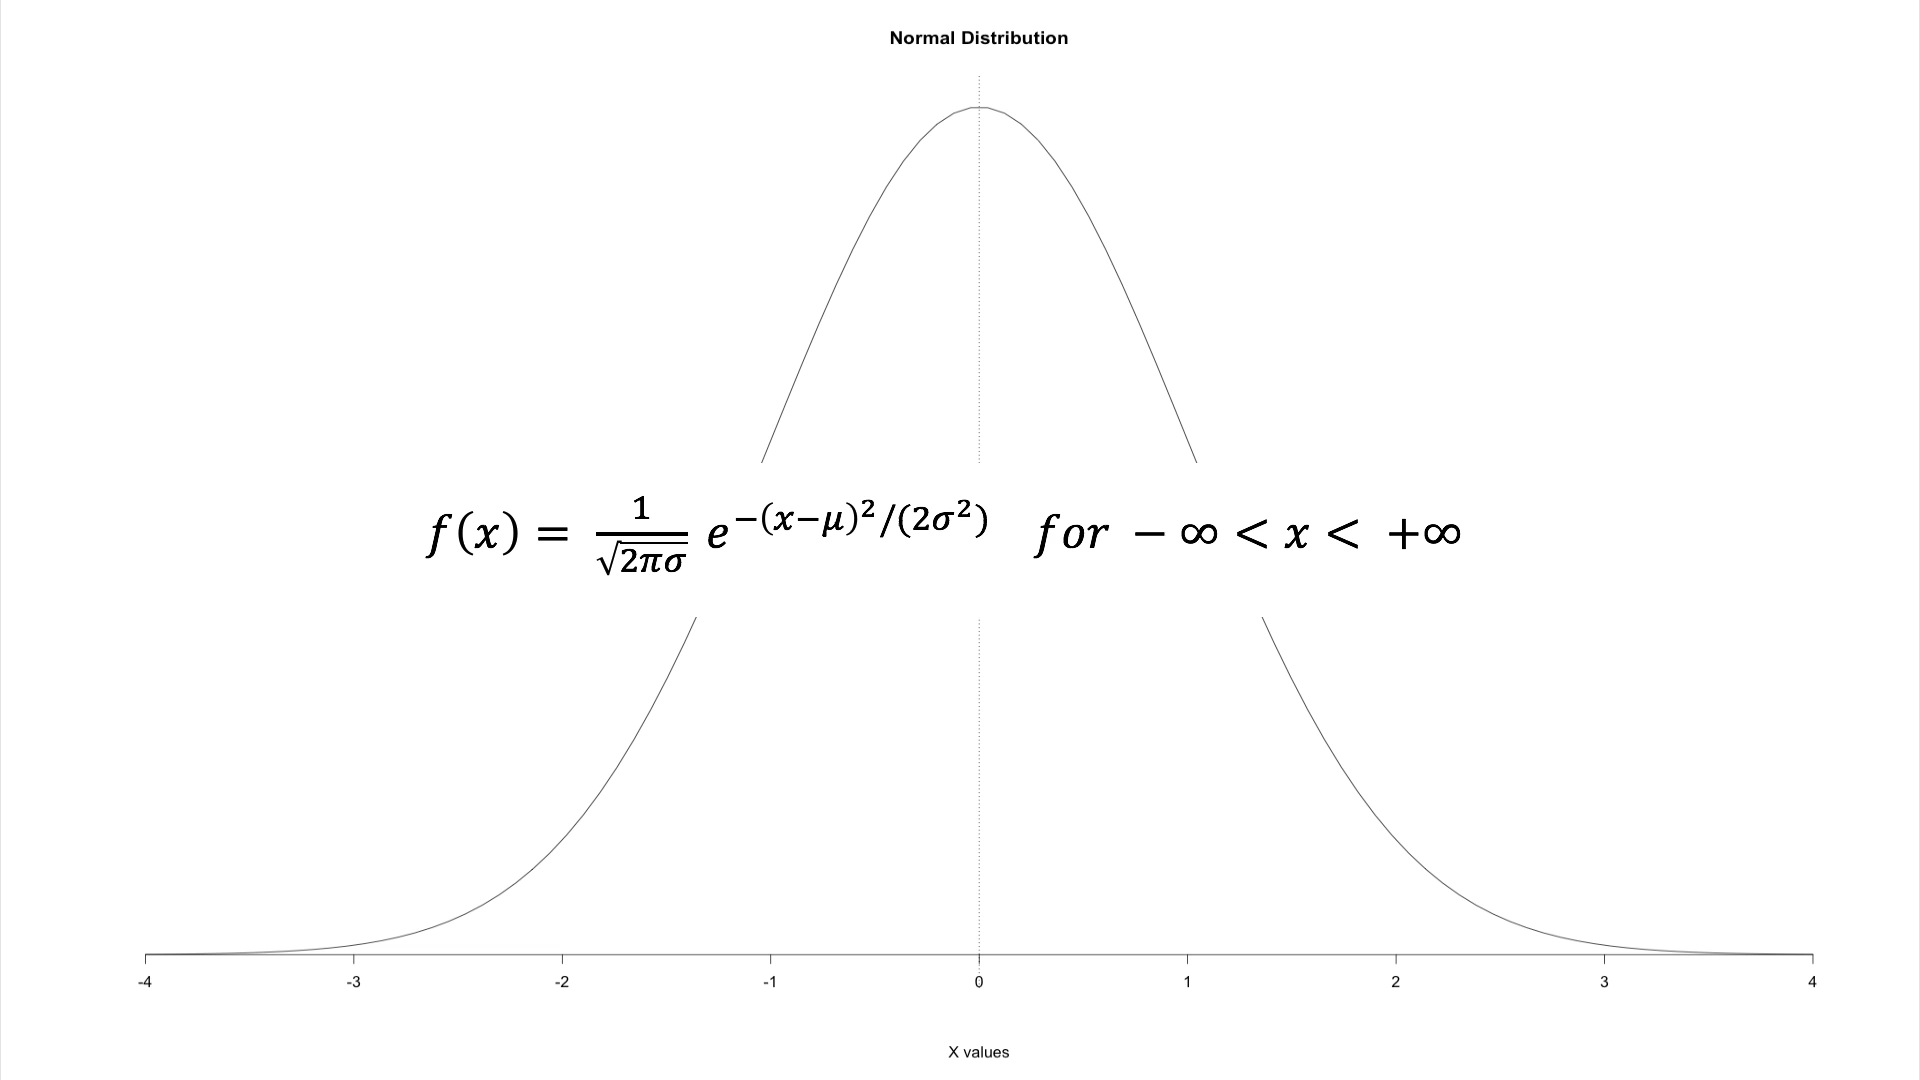 Normal Distribution
f(x) = 1/√(2πσ) e^(−(x−μ)²/(2σ²)) for − ∞ < x < +∞
-4 -3 -2 -1 0 1 2 3 4
X values